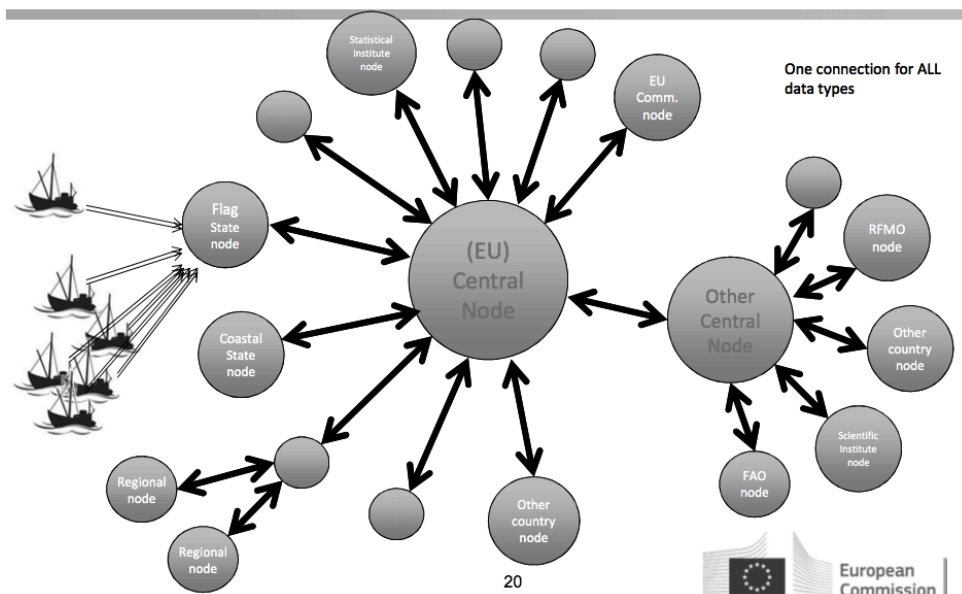 Statistical
Institute
node
EU
Comm.
node
One connection for ALL
data types
Flag
State
node
(EU)
Central
Node
RFMO
node
Other
Central
Node
Other
country
node
Coastal
State
node
Scientific
Institute
node
FAO
node
Regional
node
Other
country
node
Regional
node
20
European
Commission